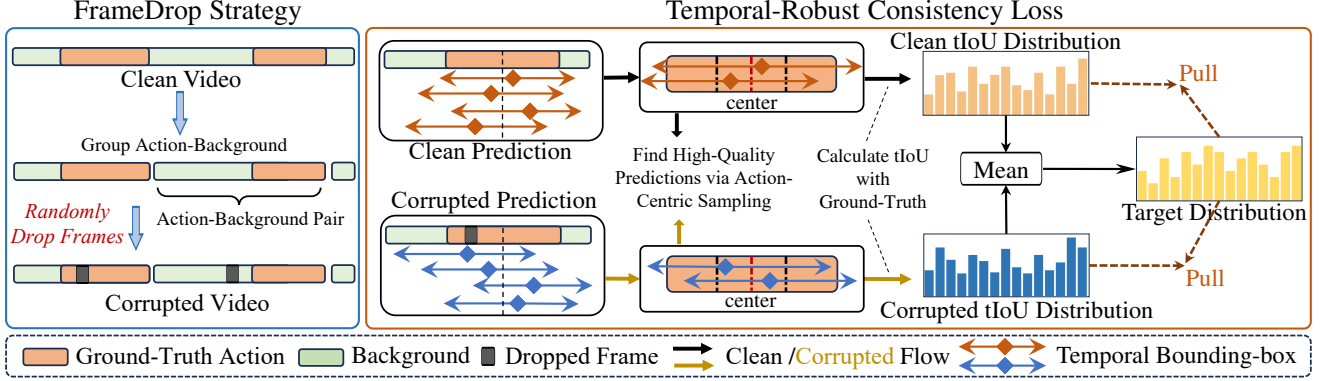 FrameDrop Strategy
Clean Video
Group Action-Background
Action-Background Pair
Randomly
Drop Frames
Corrupted Video
Temporal-Robust Consistency Loss
Clean Prediction
Corrupted Prediction
center
Find High-Quality
Predictions via Action-
Centric Sampling
center
Calculate tIoU
with
Ground-Truth
Clean tIoU Distribution
Mean
Corrupted tIoU Distribution
Pull
Target Distribution
Pull
Ground-Truth Action
Background
Dropped Frame
Clean /Corrupted Flow
Temporal Bounding-box